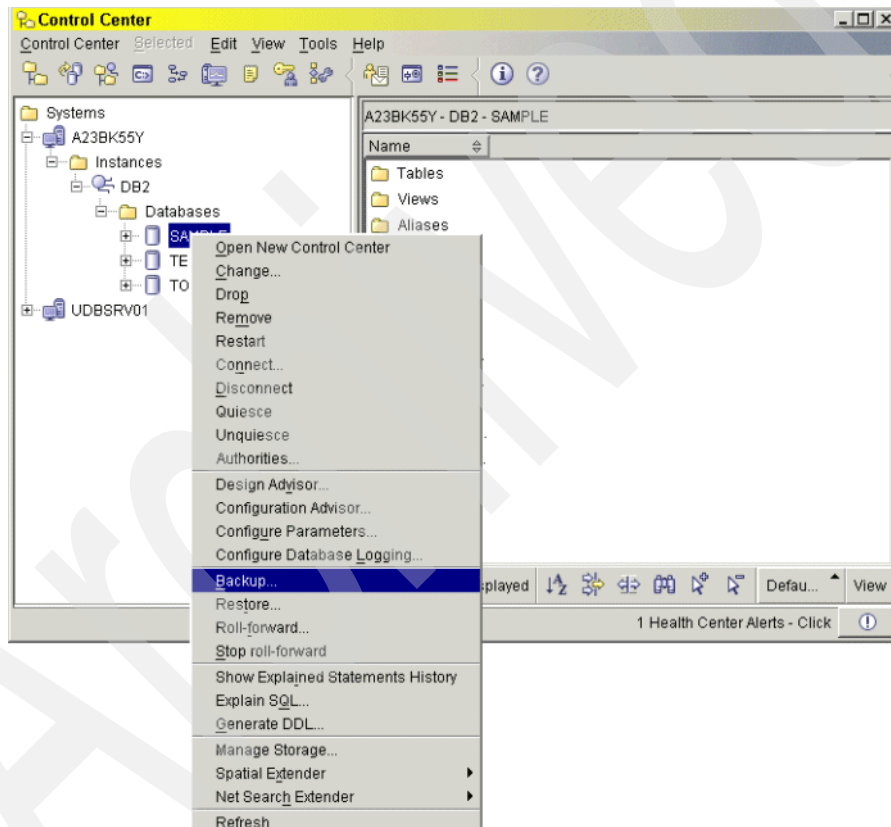 Control Center
Control Center Selected Edit View Tools Help
Systems
A23BK55Y
Instances
DB2
Databases
SAMPLE
TE
TO
UDBSRV01
A23BK55Y - DB2 - SAMPLE
Name
Tables
Views
Aliases
Open New Control Center
Change...
Drop
Remove
Restart
Connect...
Disconnect
Quiesce
Unquiesce
Authorities...
Design Advisor...
Configuration Advisor...
Configure Parameters...
Configure Database Logging...
Backup...
Restore...
Roll-forward...
Stop roll-forward
Show Explained Statements History
Explain SQL...
Generate DDL...
Manage Storage...
Spatial Extender
Net Search Extender
Refresh
played Defau... View
1 Health Center Alerts - Click